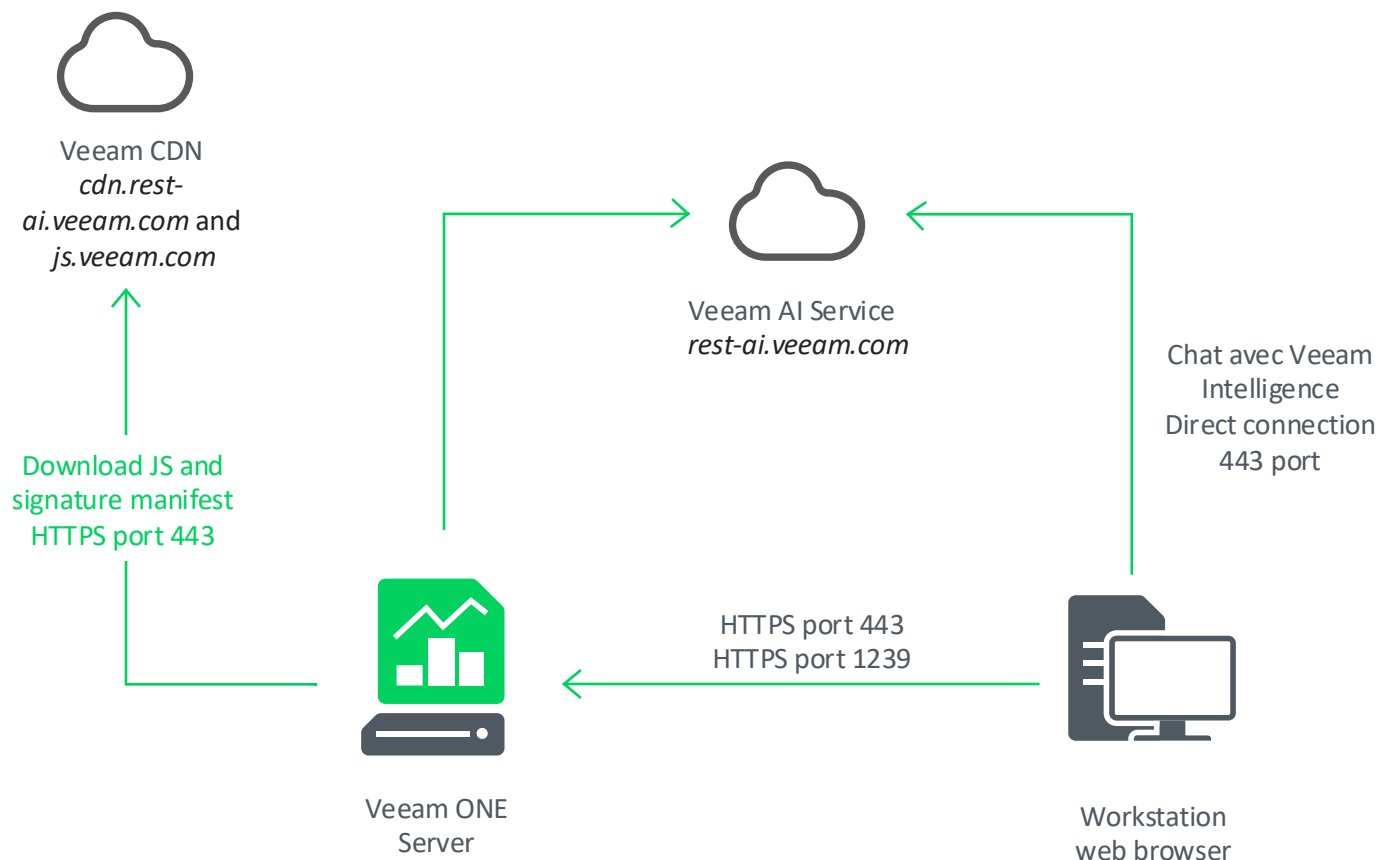 Veeam CDN
cdn.rest-
ai.veeam.com and
js.veeam.com
Veeam AI Service
rest-ai.veeam.com
Chat avec Veeam
Intelligence
Direct connection
443 port
Download JS and
signature manifest
HTTPS port 443
HTTPS port 443
HTTPS port 1239
Veeam ONE
Server
Workstation
web browser